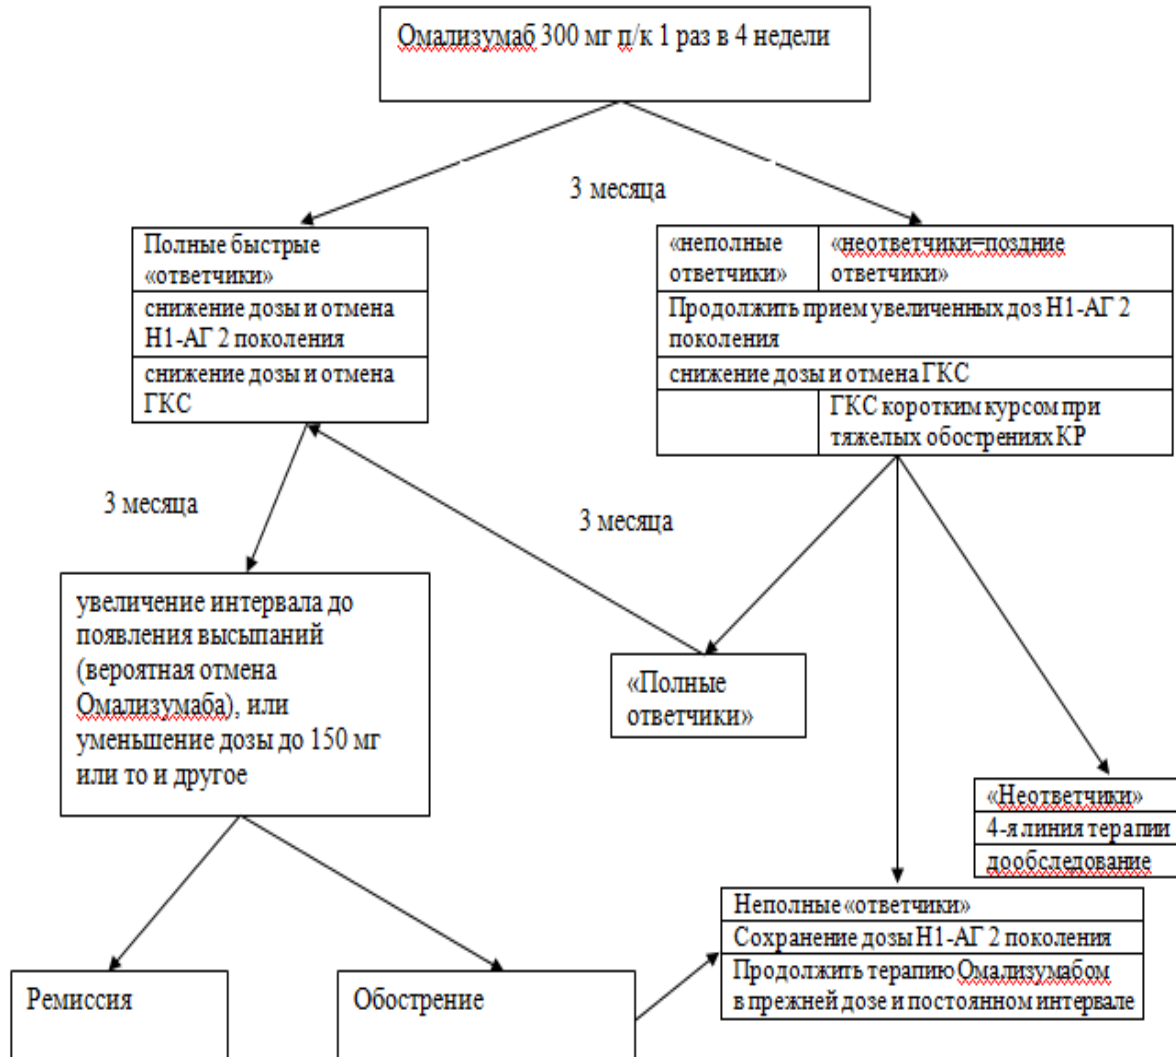 Омализумаб 300 мг п/к 1 раз в 4 недели
3 месяца
Полные быстрые
«ответчики»
снижение дозы и отмена
Н1-АГ 2 поколения
снижение дозы и отмена
ГКС
«неполные
ответчики»
«неответчики=поздние
ответчики»
Продолжить прием увеличенных доз Н1-АГ 2
поколения
снижение дозы и отмена ГКС
ГКС коротким курсом при
тяжелых обострениях КР
3 месяца
3 месяца
увеличение интервала до
появления высыпаний
(вероятная отмена
Омализумаба), или
уменьшение дозы до 150 мг
или то и другое
«Полные
ответчики»
«Неответчики»
4-я линия терапии
дообследование
Неполные «ответчики»
Сохранение дозы Н1-АГ 2 поколения
Продолжить терапию Омализумабом
в прежней дозе и постоянном интервале
Ремиссия
Обострение